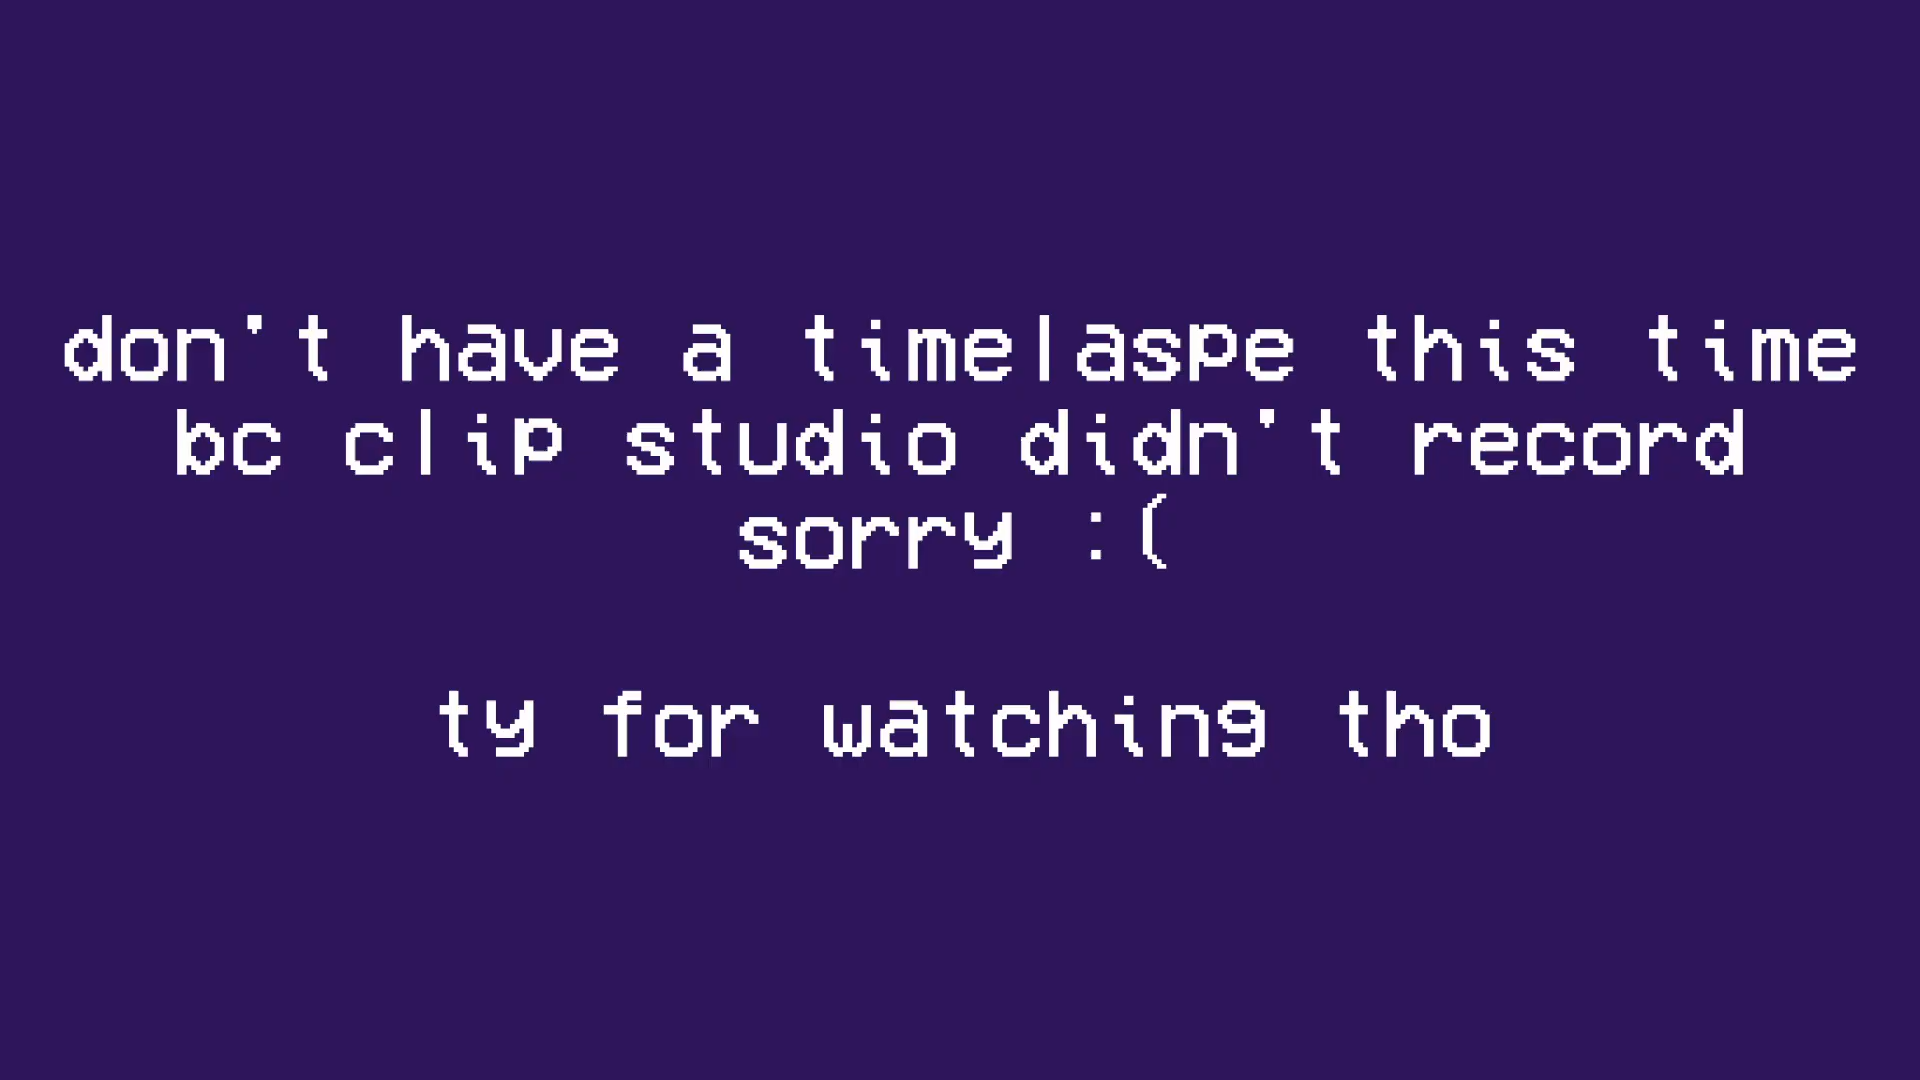 don't have a timelaspe this time
bc clip studio didn't record
sorry :(
ty for watching tho